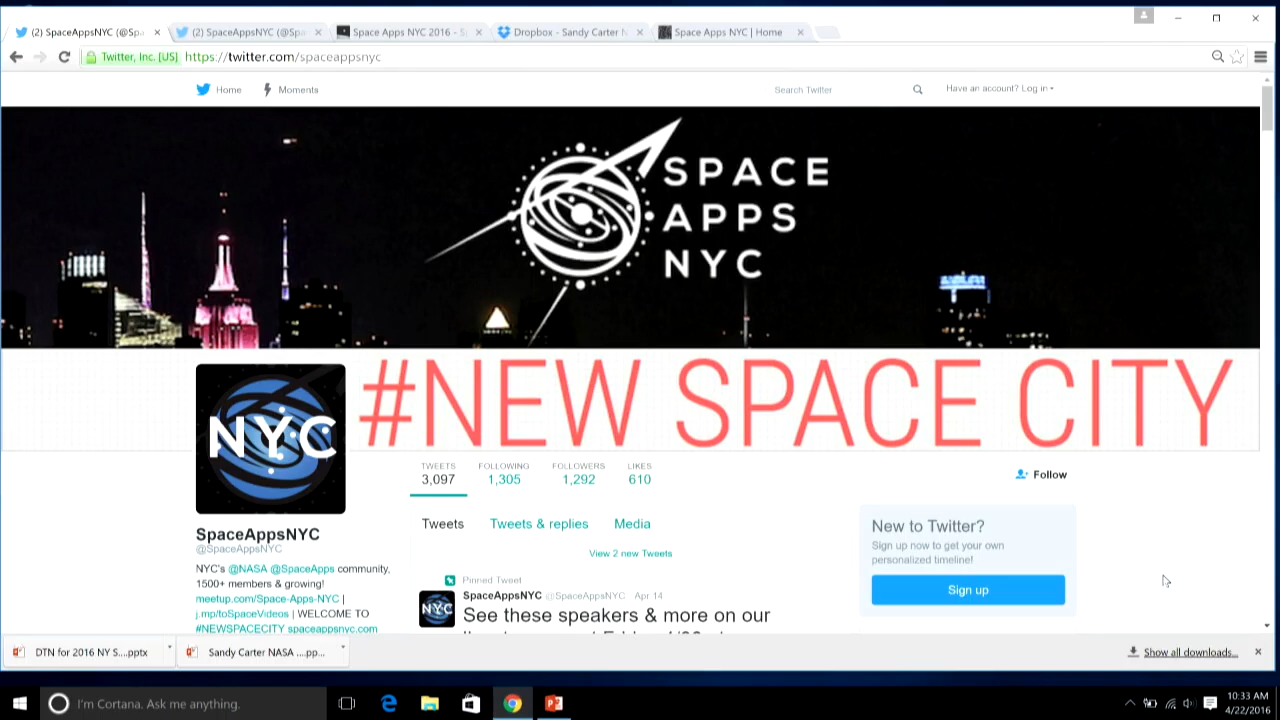 (2) SpaceAppsNYC (@Sp
(2) SpaceAppsNYC (@Spa
Space Apps NYC 2016 - S
Dropbox - Sandy Carter N
Space Apps NYC | Home
Twitter, Inc. [US]
https://twitter.com/spaceappsnyc
Home
Moments
Search Twitter
Have an account? Log in
SPACE
APPS
NYC
#NEW SPACE CITY
NYC
TWEETS
3,097
FOLLOWING
1,305
FOLLOWERS
1,292
LIKES
610
Follow
SpaceAppsNYC
@SpaceAppsNYC
NYC's @NASA @SpaceApps community,
1500+ members & growing!
meetup.com/Space-Apps-NYC |
j.mp/toSpaceVideos | WELCOME TO
#NEWSPACECITY spaceappsnyc.com
Tweets
Tweets & replies
Media
View 2 new Tweets
Pinned Tweet
NYC
SpaceAppsNYC @SpaceAppsNYC Apr 14
See these speakers & more on our
New to Twitter?
Sign up now to get your own
personalized timeline!
Sign up
DTN for 2016 NY S....pptx
Sandy Carter NASA ....pp...
Show all downloads...
I'm Cortana. Ask me anything.
10:33 AM
4/22/2016